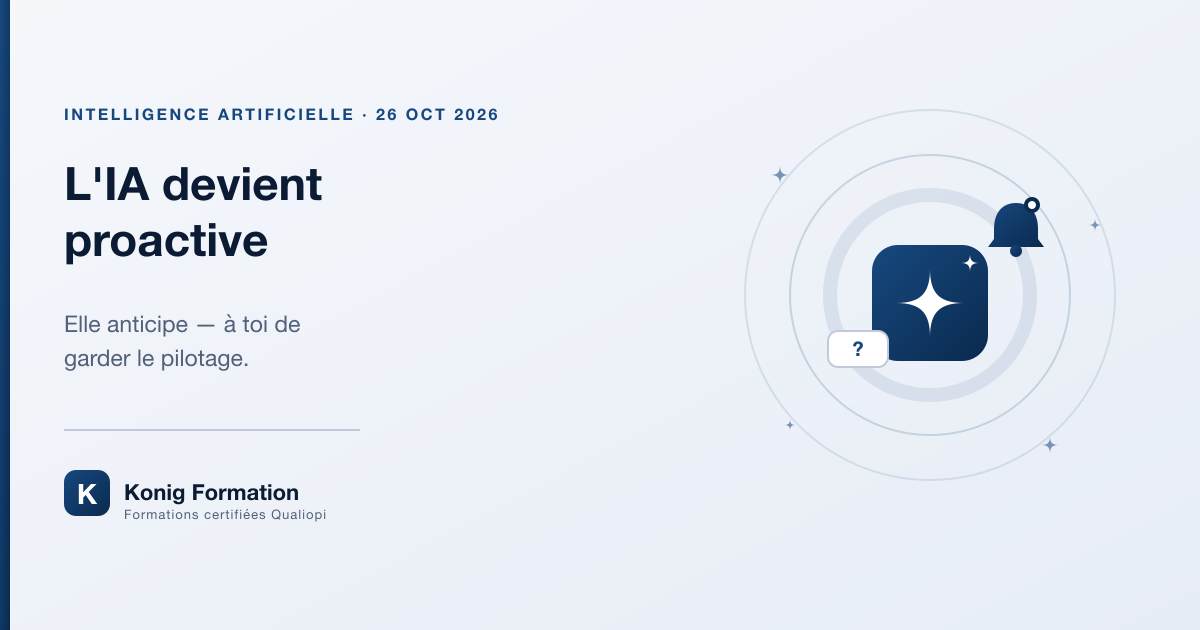 INTELLIGENCE ARTIFICIELLE · 26 OCT 2026
L'IA devient
proactive
Elle anticipe — à toi de
garder le pilotage.
?
K
Konig Formation
Formations certifiées Qualiopi